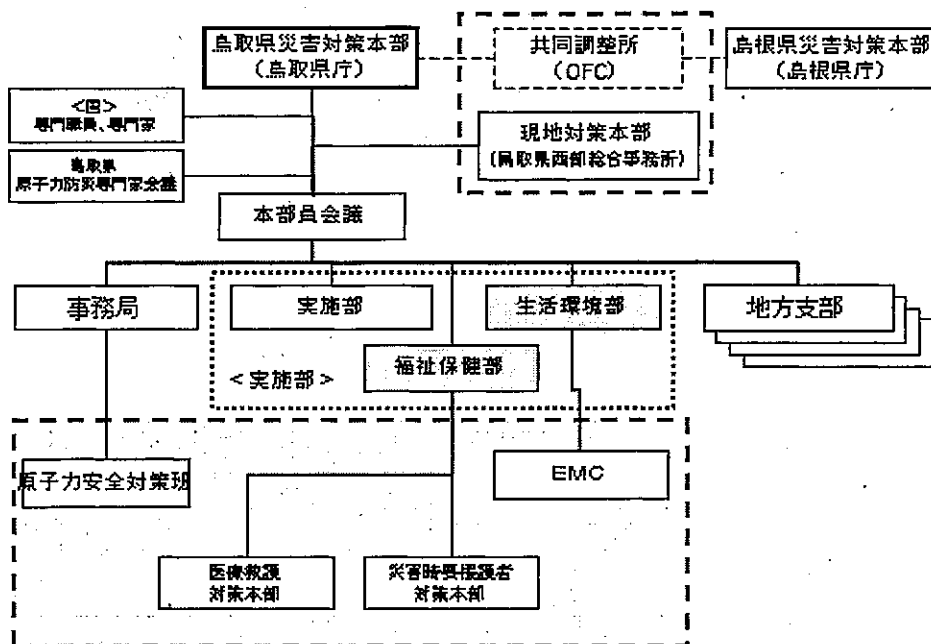 鳥取県災害対策本部
(鳥取県庁)
共同調整所
(OFC)
島根県災害対策本部
(島根県庁)
<国>
専門職員、専門家
鳥取県
原子力防災専門家会議
現地対策本部
(鳥取県西部総合事務所)
本部員会議
事務局
実施部
生活環境部
地方支部
福祉保健部
<実施部>
原子力安全対策班
EMC
医療救護
対策本部
災害時要援護者
対策本部